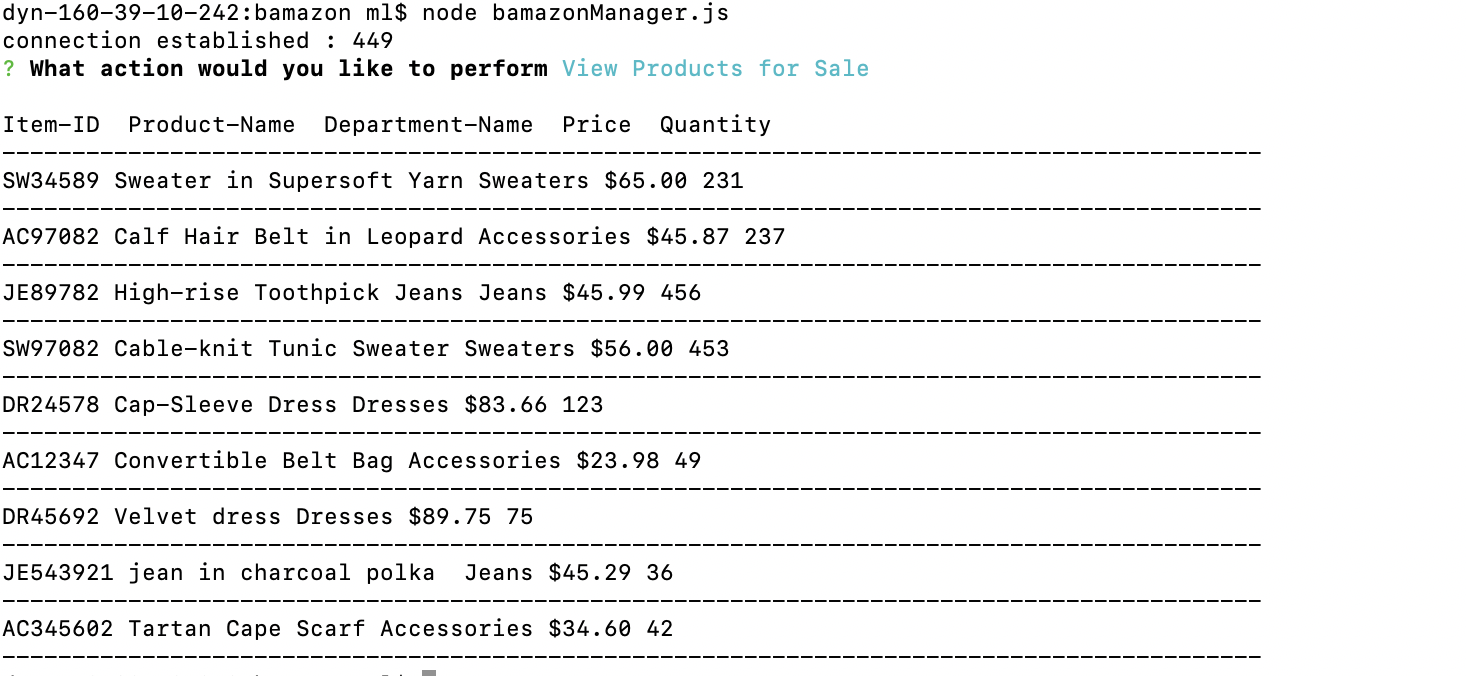 dyn-160-39-10-242:bamazon ml$ node bamazonManager.js
connection established : 449
? What action would you like to perform View Products for Sale
Item-ID  Product-Name  Department-Name  Price  Quantity
------------------------------------------------------------------------------------------
SW34589 Sweater in Supersoft Yarn Sweaters $65.00 231
------------------------------------------------------------------------------------------
AC97082 Calf Hair Belt in Leopard Accessories $45.87 237
------------------------------------------------------------------------------------------
JE89782 High-rise Toothpick Jeans Jeans $45.99 456
------------------------------------------------------------------------------------------
SW97082 Cable-knit Tunic Sweater Sweaters $56.00 453
------------------------------------------------------------------------------------------
DR24578 Cap-Sleeve Dress Dresses $83.66 123
------------------------------------------------------------------------------------------
AC12347 Convertible Belt Bag Accessories $23.98 49
------------------------------------------------------------------------------------------
DR45692 Velvet dress Dresses $89.75 75
------------------------------------------------------------------------------------------
JE543921 jean in charcoal polka  Jeans $45.29 36
------------------------------------------------------------------------------------------
AC345602 Tartan Cape Scarf Accessories $34.60 42
------------------------------------------------------------------------------------------